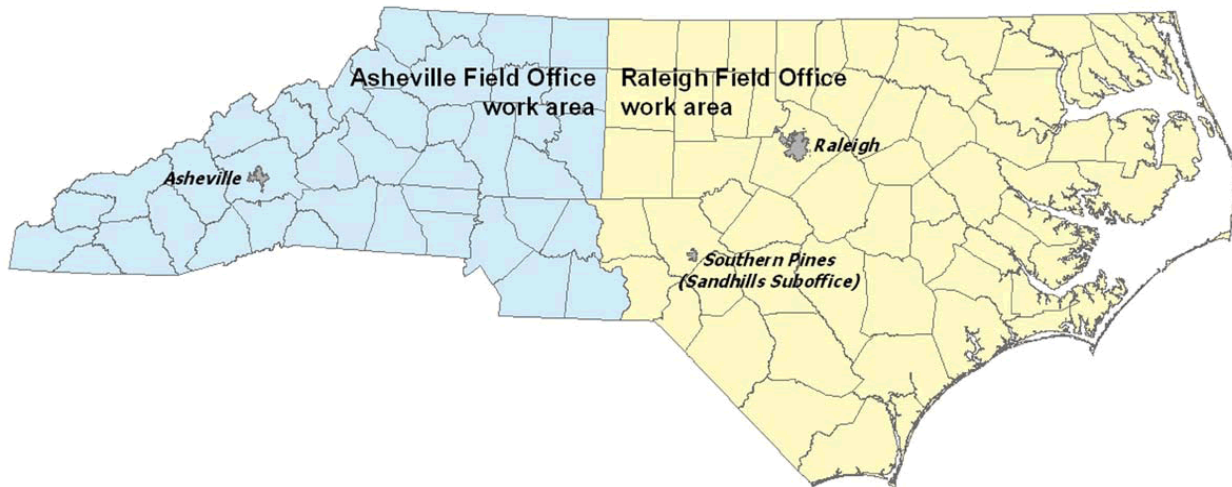 Asheville Field Office
work area
Raleigh Field Office
work area
Raleigh
Asheville
Southern Pines
(Sandhills Suboffice)